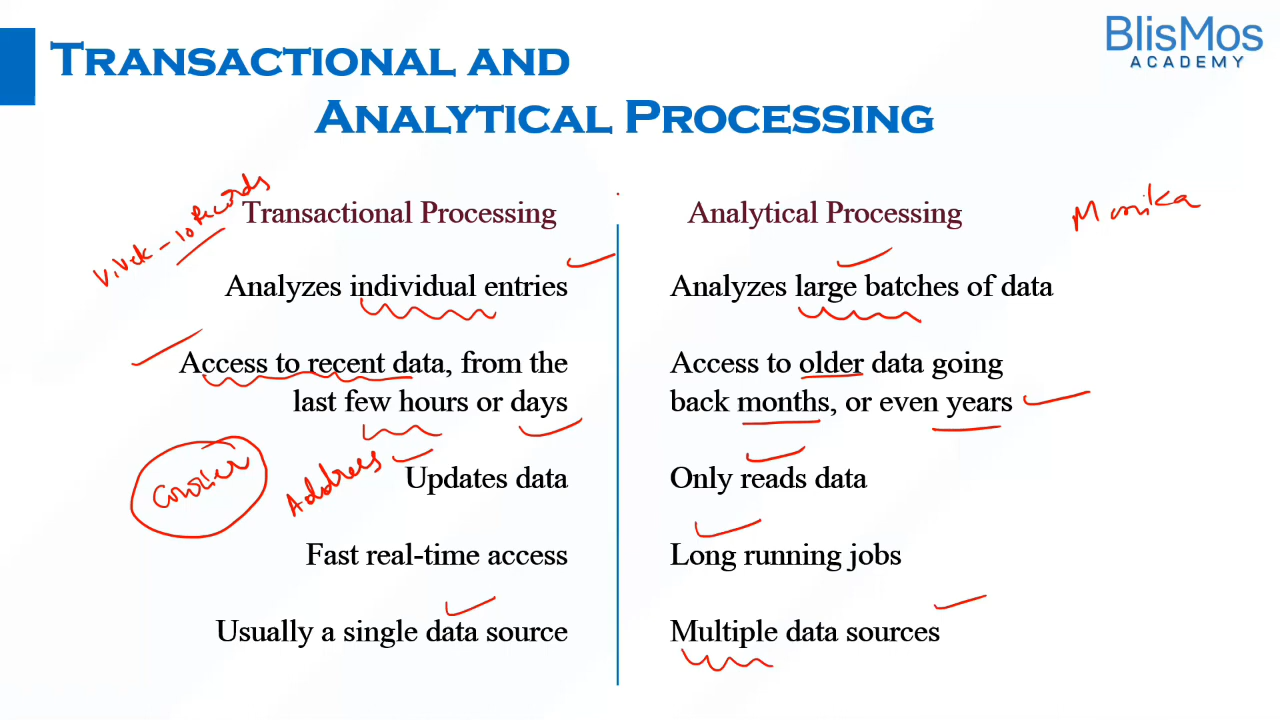 TRANSACTIONAL AND
ANALYTICAL PROCESSING
BlisMos
ACADEMY
Vivek - 10 Records
Transactional Processing
Analyzes individual entries
Access to recent data, from the
last few hours or days
Courier
Address
Updates data
Fast real-time access
Usually a single data source
Monika
Analytical Processing
Analyzes large batches of data
Access to older data going
back months, or even years
Only reads data
Long running jobs
Multiple data sources